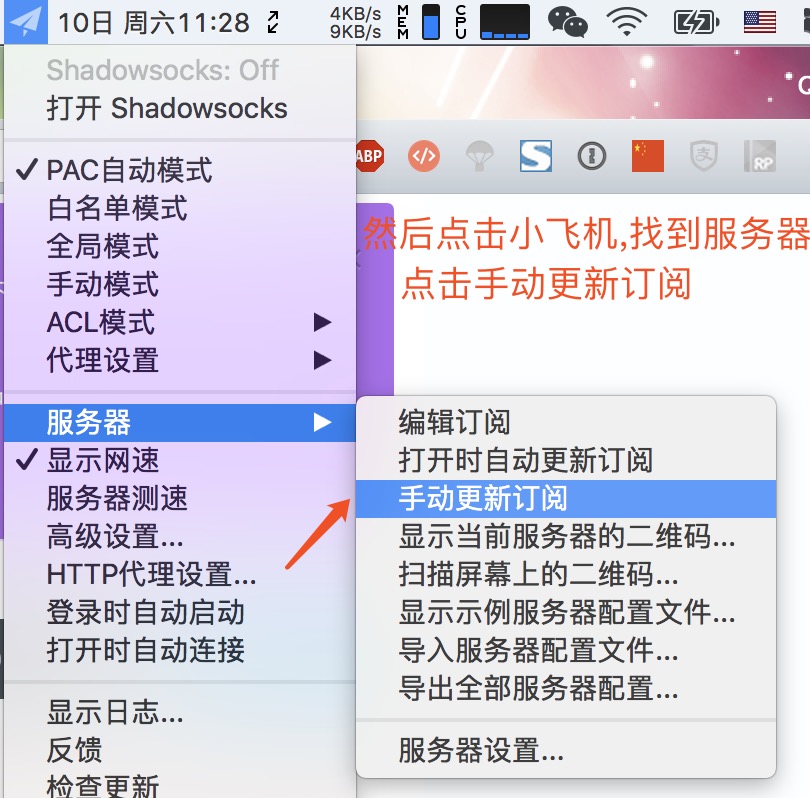 10日 周六11:28
4KB/s
9KB/s
MEM
CPU
Shadowsocks: Off
打开 Shadowsocks
PAC自动模式
白名单模式
全局模式
手动模式
ACL模式
代理设置
服务器
显示网速
服务器测速
高级设置...
HTTP代理设置...
登录时自动启动
打开时自动连接
显示日志...
反馈
检查更新
Q
ABP
</>
S
支
RP
然后点击小飞机,找到服务器
点击手动更新订阅
编辑订阅
打开时自动更新订阅
手动更新订阅
显示当前服务器的二维码...
扫描屏幕上的二维码...
显示示例服务器配置文件...
导入服务器配置文件...
导出全部服务器配置...
服务器设置...